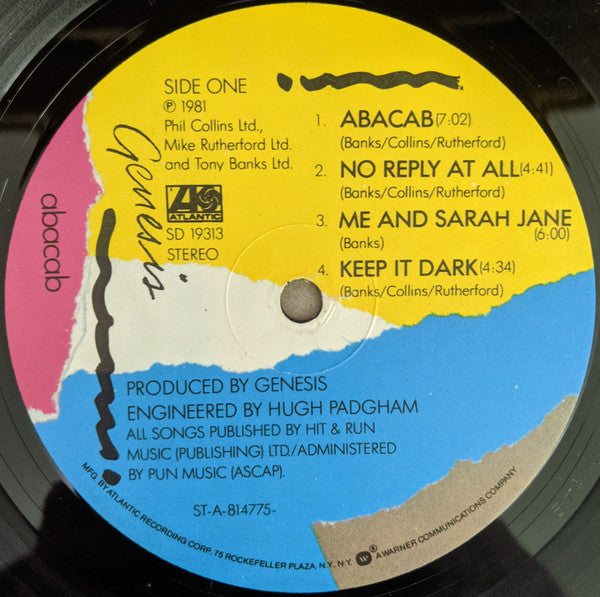 SIDE ONE
℗ 1981
Phil Collins Ltd.,
Mike Rutherford Ltd.
and Tony Banks Ltd.
ATLANTIC
SD 19313
STEREO
Genesis
abacab
1. ABACAB (7:02)
(Banks/Collins/Rutherford)
2. NO REPLY AT ALL (4:41)
(Banks/Collins/Rutherford)
3. ME AND SARAH JANE
(Banks) (6:00)
4. KEEP IT DARK (4:34)
(Banks/Collins/Rutherford)
PRODUCED BY GENESIS
ENGINEERED BY HUGH PADGHAM
ALL SONGS PUBLISHED BY HIT & RUN
MUSIC (PUBLISHING) LTD./ADMINISTERED
BY PUN MUSIC (ASCAP).
ST-A-814775-
MFG. BY ATLANTIC RECORDING CORP., 75 ROCKEFELLER PLAZA, N.Y., N.Y. ® A WARNER COMMUNICATIONS COMPANY